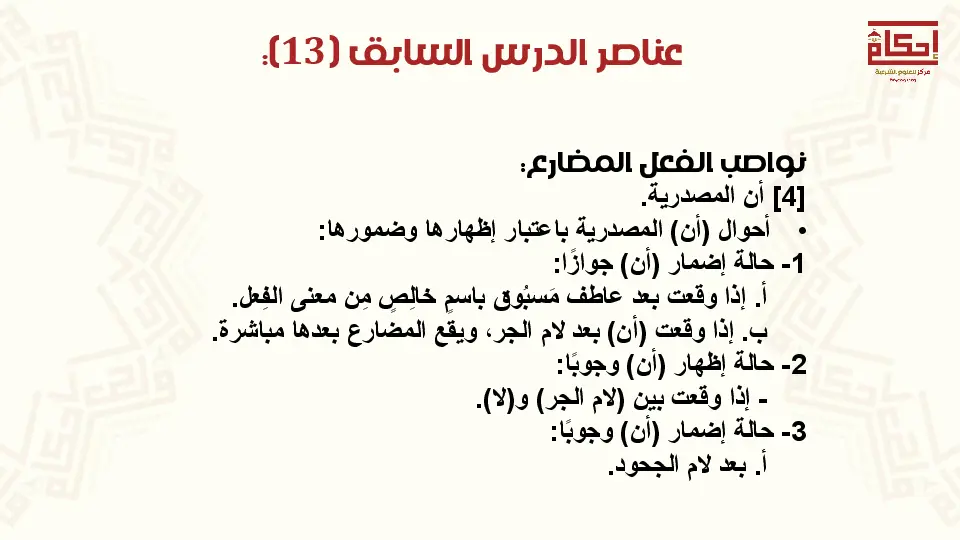 عناصر الدرس السابق (13):
إحكام
مركز للعلوم الشرعية
نواصب الفعل المضارع:
[4] أن المصدرية.
• أحوال (أن) المصدرية باعتبار إظهارها وضمورها:
1- حالة إضمار (أن) جوازًا:
أ. إذا وقعت بعد عاطف مَسبُوق باسمٍ خالِصٍ مِن معنى الفِعل.
ب. إذا وقعت (أن) بعد لام الجر، ويقع المضارع بعدها مباشرة.
2- حالة إظهار (أن) وجوبًا:
- إذا وقعت بين (لام الجر) و(لا).
3- حالة إضمار (أن) وجوبًا:
أ. بعد لام الجحود.